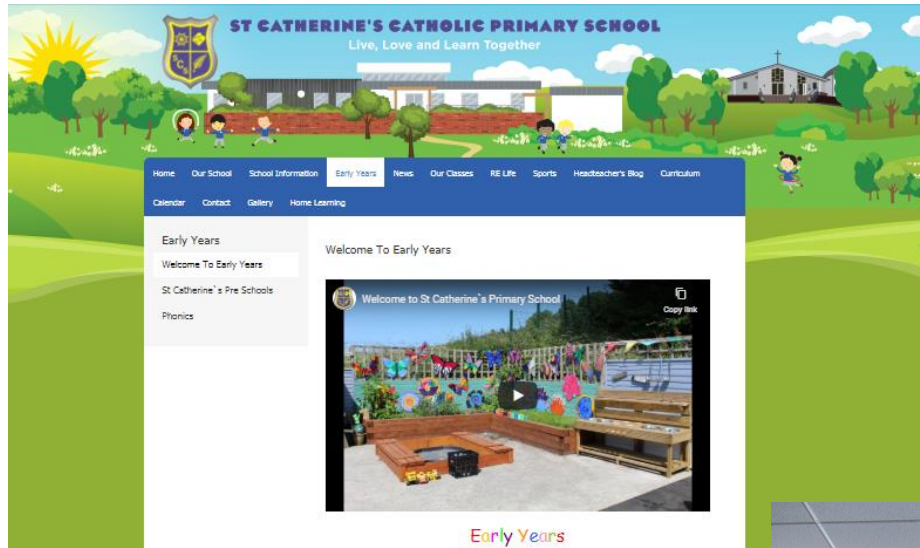 ST CATHERINE'S CATHOLIC PRIMARY SCHOOL
Live, Love and Learn Together
SCS
Home Our School School Information Early Years News Our Classes RE Life Sports Headteacher's Blog Curriculum
Calendar Contact Gallery Home Learning
Early Years
Welcome To Early Years
St Catherine`s Pre Schools
Phonics
Welcome To Early Years
Welcome to St Catherine`s Primary School
Copy link
Early Years